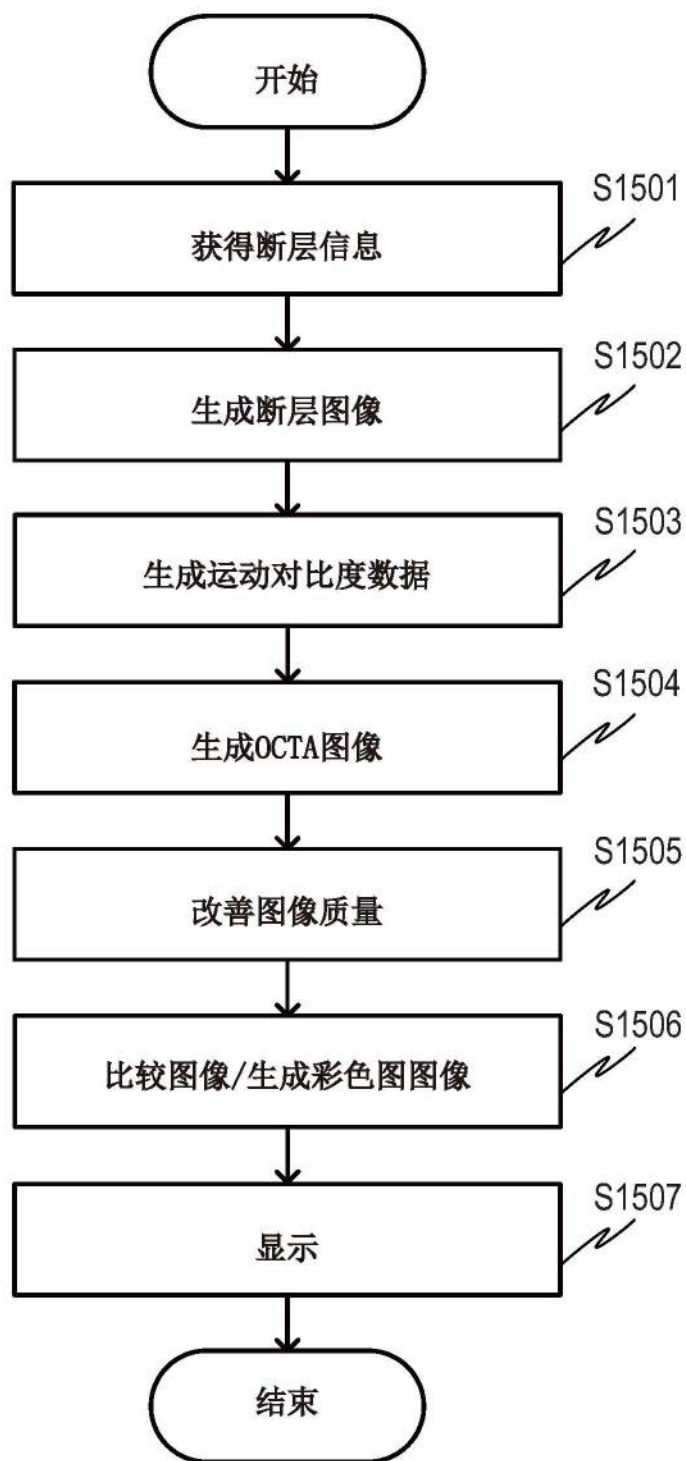 开始
S1501
获得断层信息
S1502
生成断层图像
S1503
生成运动对比度数据
S1504
生成OCTA图像
S1505
改善图像质量
S1506
比较图像/生成彩色图图像
S1507
显示
结束